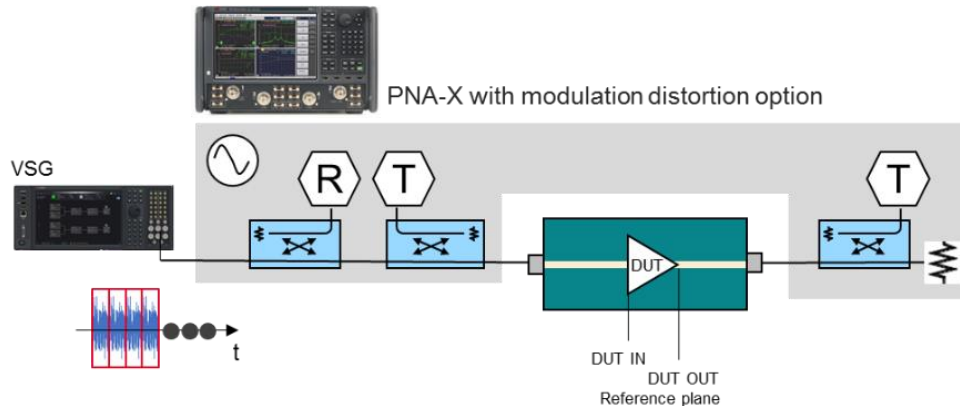 PNA-X with modulation distortion option
VSG
R
T
T
DUT
t
DUT IN
DUT OUT
Reference plane